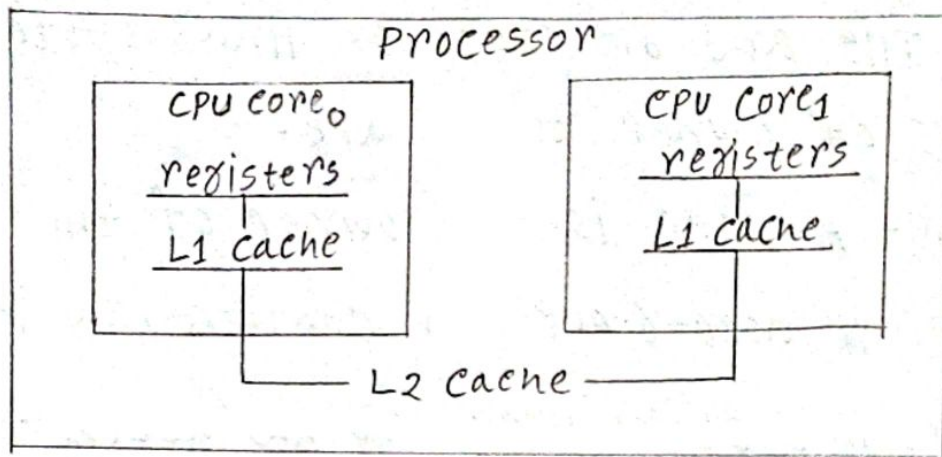 Processor
CPU core0
registers
L1 cache
CPU core1
registers
L1 cache
L2 cache